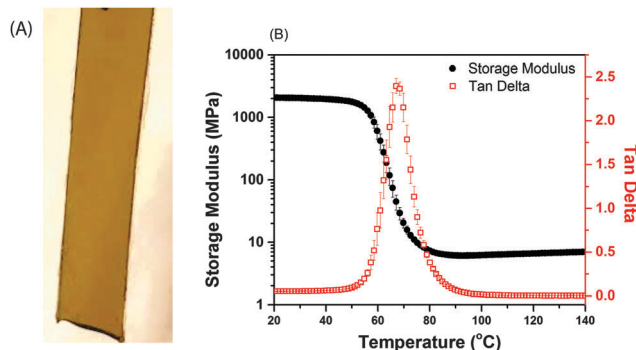 (A)
(B)
10000
1000
100
10
1
Storage Modulus (MPa)
Storage Modulus
Tan Delta
2.5
2.0
1.5
1.0
0.5
0.0
Tan Delta
20 40 60 80 100 120 140
Temperature (°C)